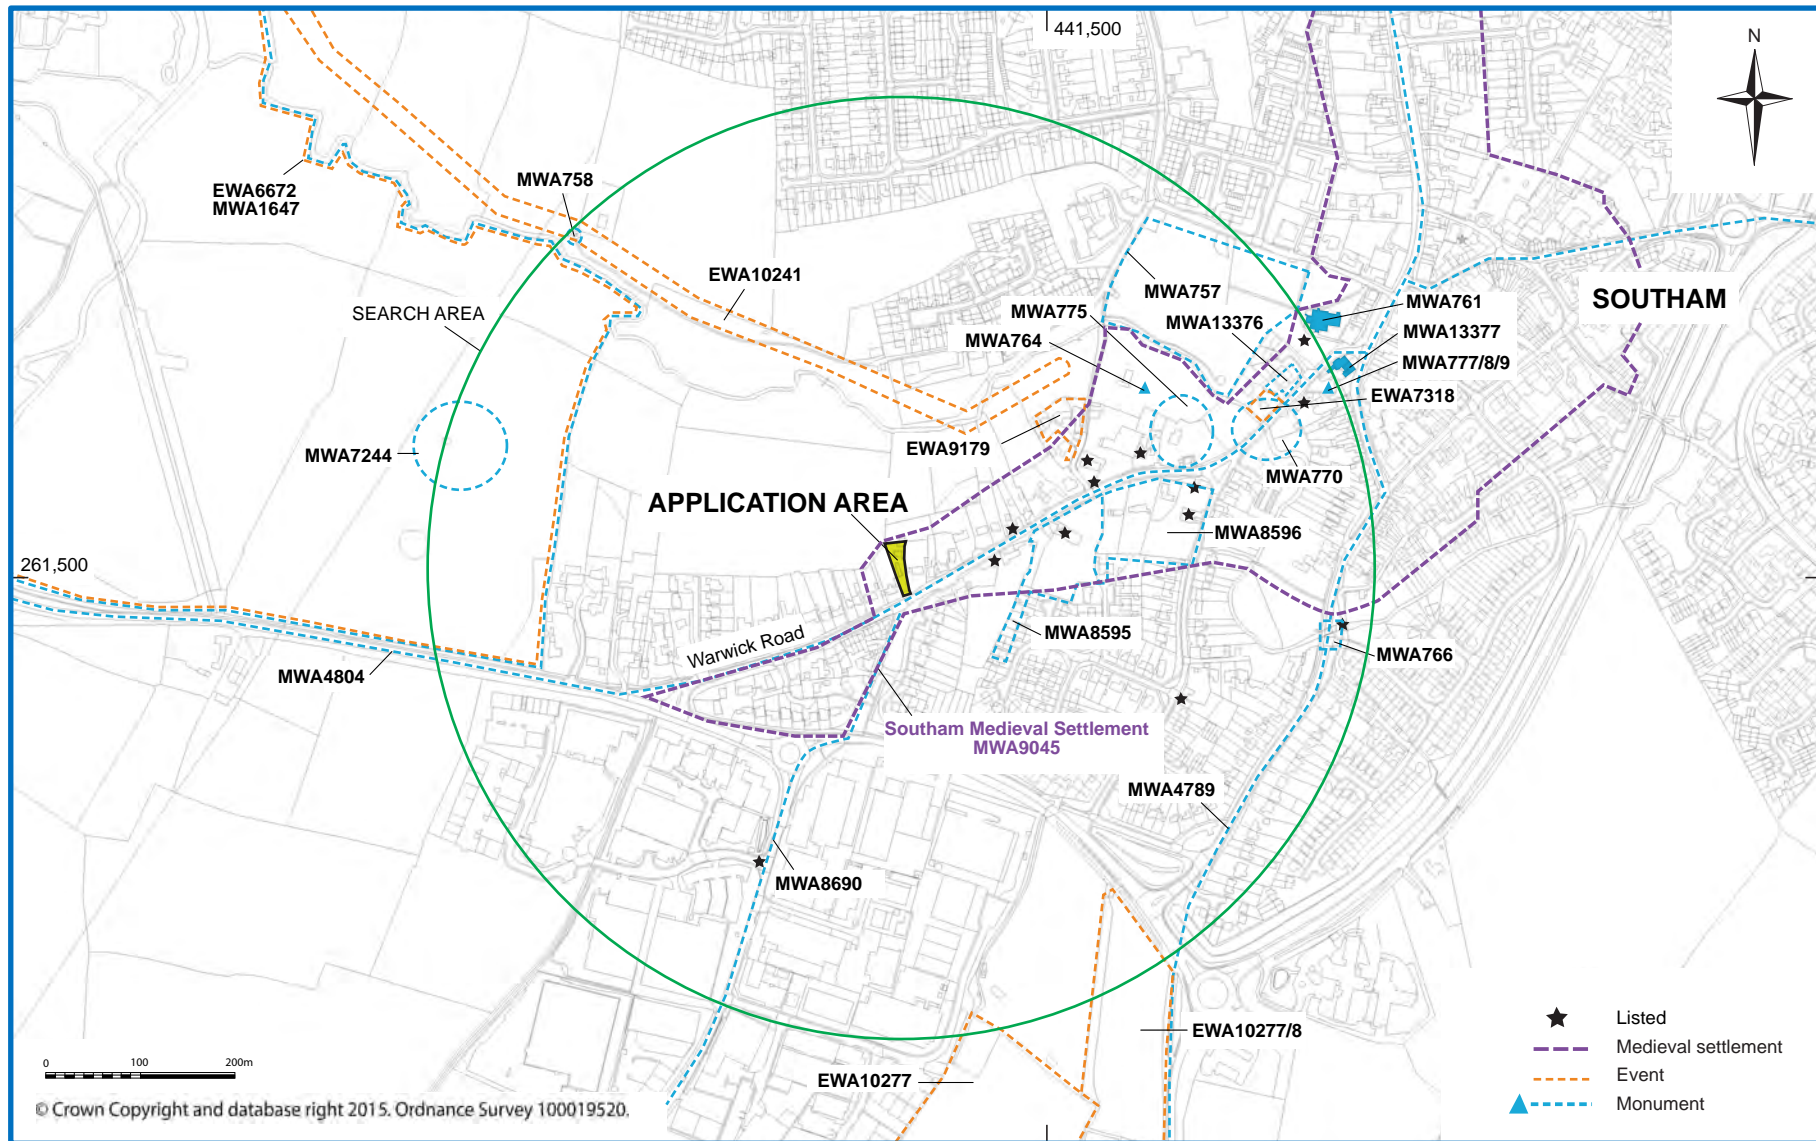 441,500
N
EWA6672
MWA1647
MWA758
EWA10241
SEARCH AREA
MWA757
MWA775
MWA13376
MWA764
SOUTHAM
MWA761
MWA13377
MWA777/8/9
EWA7318
MWA7244
EWA9179
MWA770
APPLICATION AREA
MWA8596
261,500
Warwick Road
MWA8595
MWA766
MWA4804
Southam Medieval Settlement
MWA9045
MWA4789
MWA8690
EWA10277/8
EWA10277
Listed
Medieval settlement
Event
Monument
0 100 200m
© Crown Copyright and database right 2015. Ordnance Survey 100019520.